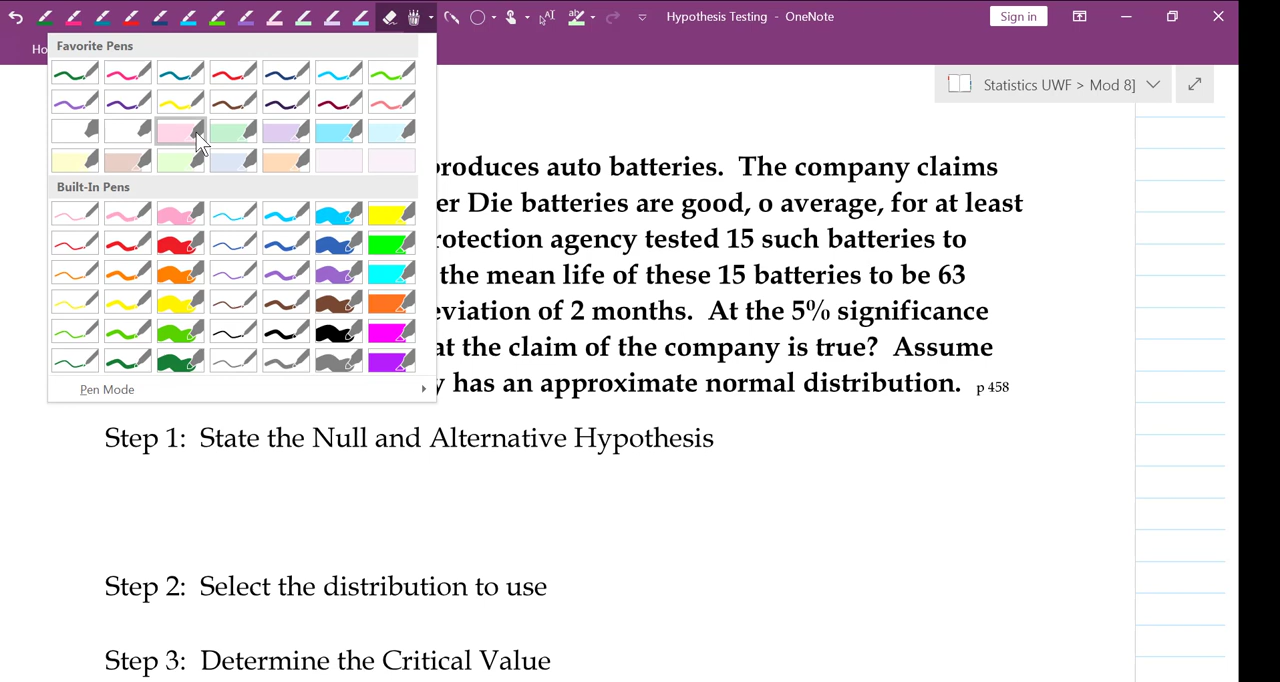 Hypothesis Testing - OneNote
Sign in
Favorite Pens
Statistics UWF > Mod 8]
produces auto batteries. The company claims
er Die batteries are good, o average, for at least
rotection agency tested 15 such batteries to
the mean life of these 15 batteries to be 63
eviation of 2 months. At the 5% significance
at the claim of the company is true? Assume
y has an approximate normal distribution. p 458
Built-In Pens
Pen Mode
Step 1: State the Null and Alternative Hypothesis
Step 2: Select the distribution to use
Step 3: Determine the Critical Value